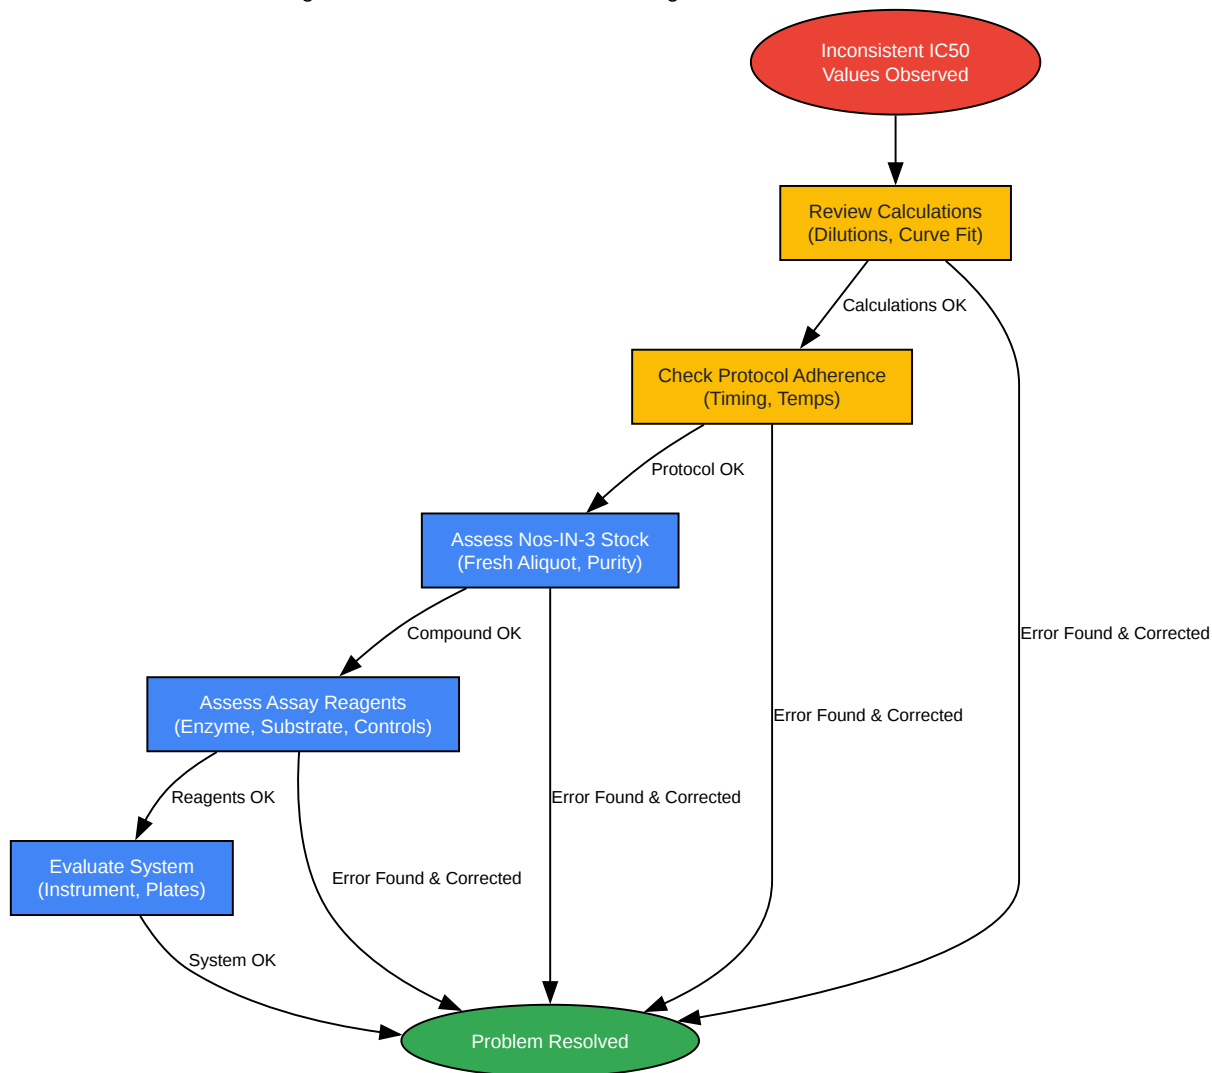 Inconsistent IC50
Values Observed
Review Calculations
(Dilutions, Curve Fit)
Calculations OK
Check Protocol Adherence
(Timing, Temps)
Protocol OK
Assess Nos-IN-3 Stock
(Fresh Aliquot, Purity)
Compound OK
Error Found & Corrected
Assess Assay Reagents
(Enzyme, Substrate, Controls)
Error Found & Corrected
Reagents OK
Error Found & Corrected
Evaluate System
(Instrument, Plates)
Error Found & Corrected
System OK
Problem Resolved